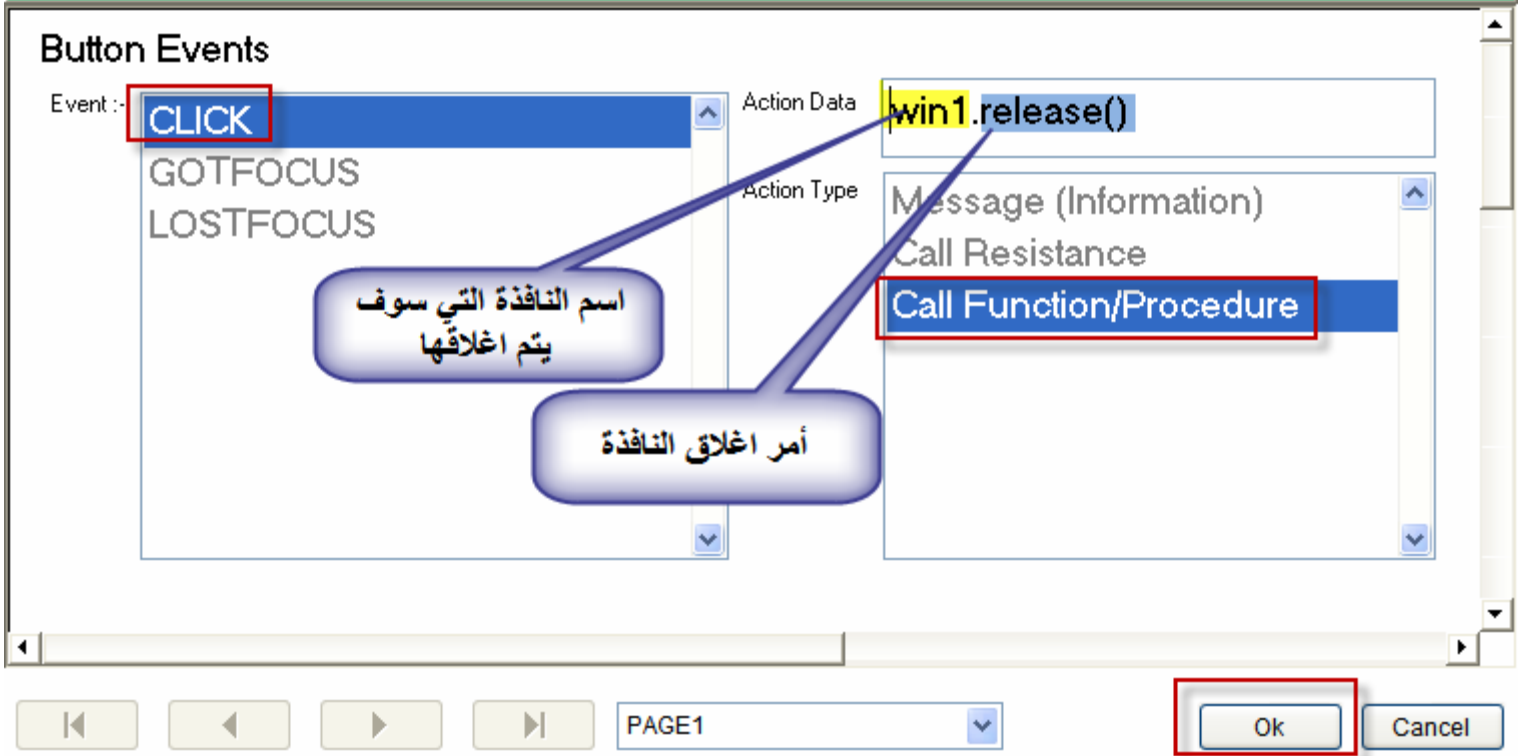 Button Events
Event :-
CLICK
GOTFOCUS
LOSTFOCUS
Action Data
win1.release()
Action Type
Message (Information)
Call Resistance
Call Function/Procedure
اسم النافذة التي سوف
يتم اغلاقها
أمر اغلاق النافذة
PAGE1
Ok
Cancel